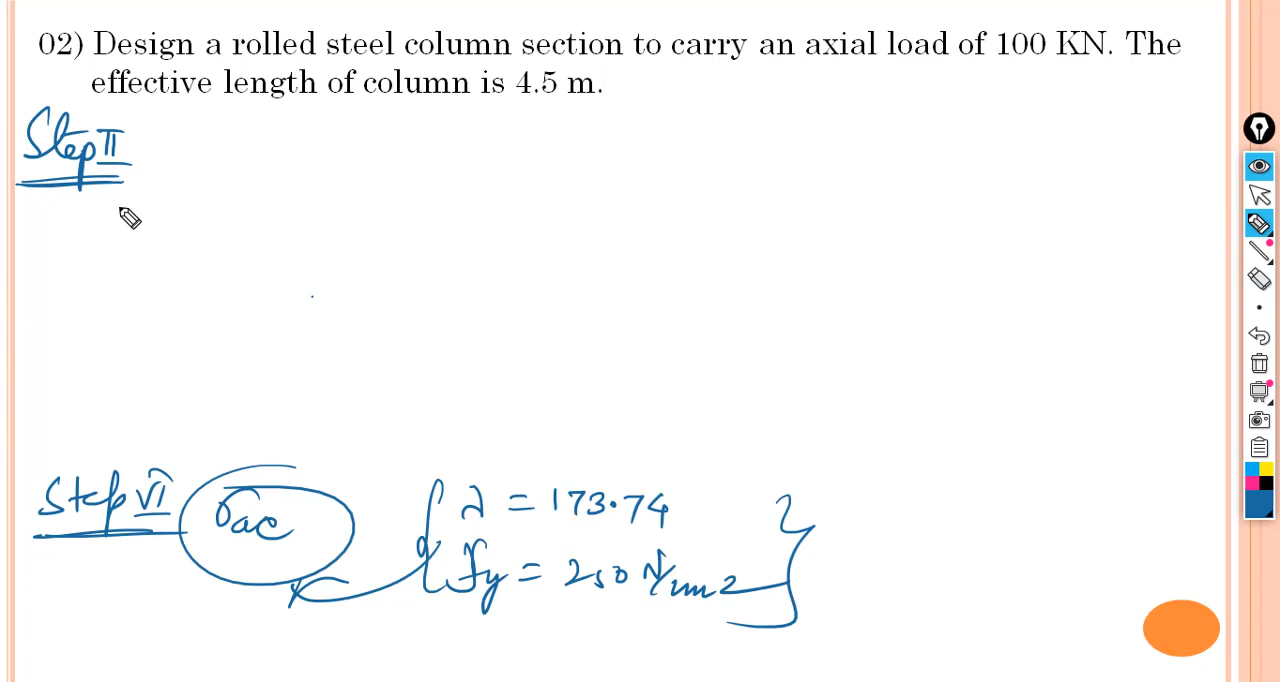 02) Design a rolled steel column section to carry an axial load of 100 KN. The
effective length of column is 4.5 m.
Step II
Step VI σac λ = 173.74
fy = 250 N/mm2